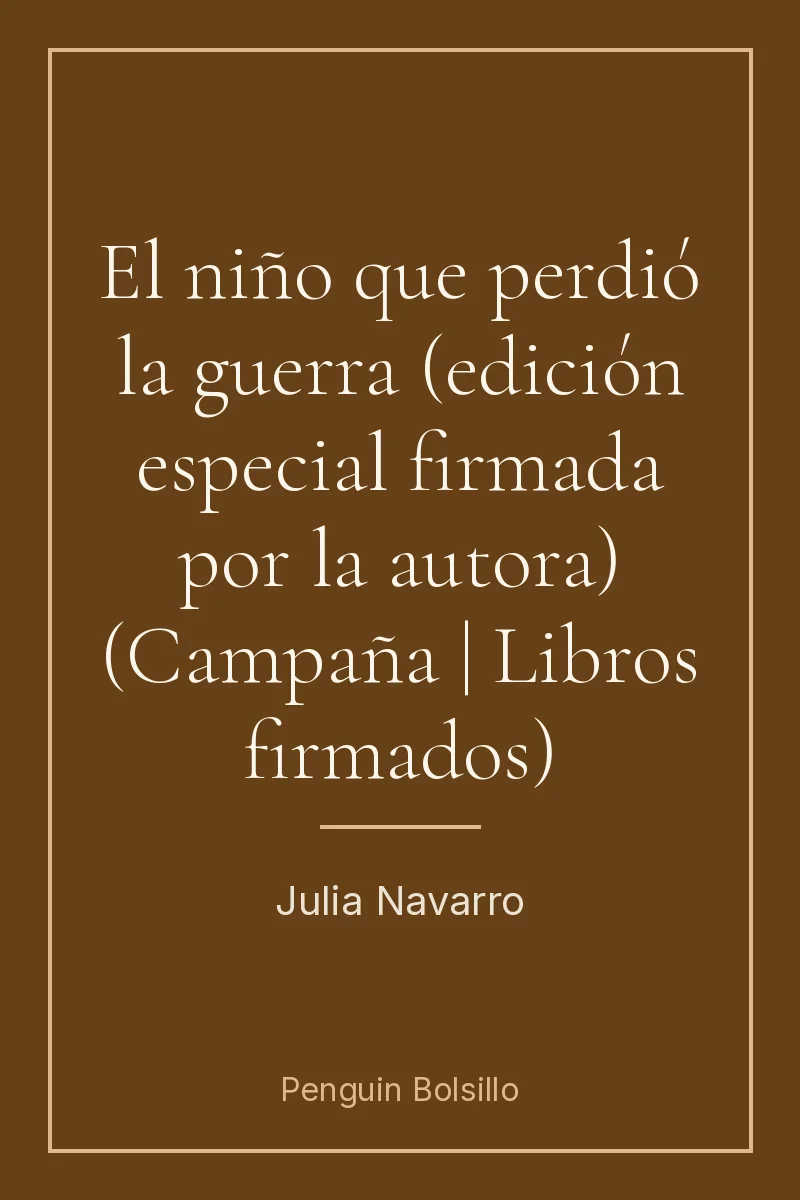 El niño que perdió
la guerra (edición
especial firmada
por la autora)
(Campaña | Libros
firmados)
Julia Navarro
Penguin Bolsillo